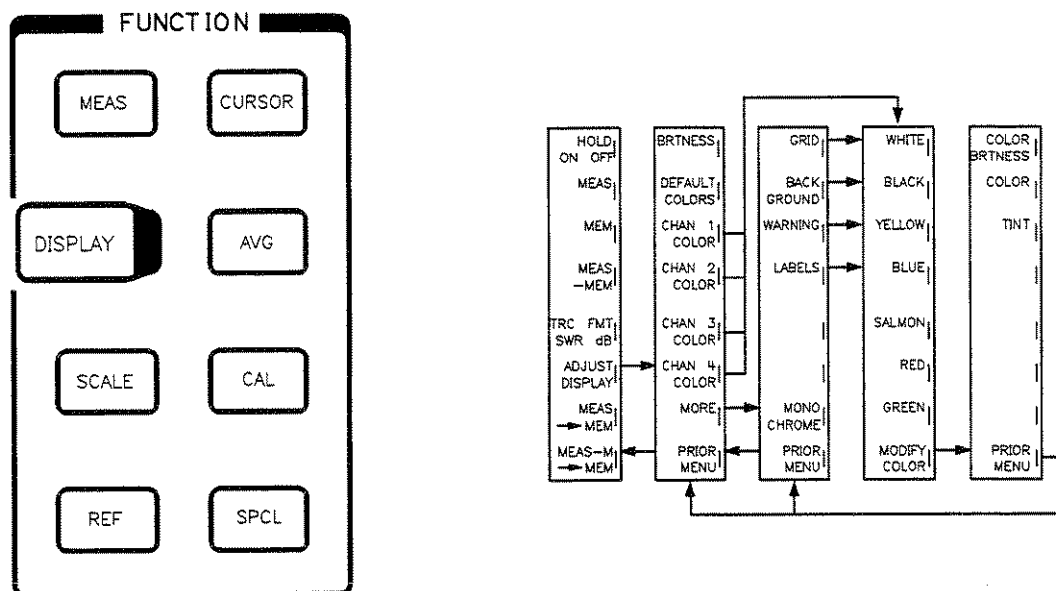 FUNCTION
MEAS
CURSOR
DISPLAY
AVG
SCALE
CAL
REF
SPCL
HOLD
ON OFF
MEAS
MEM
MEAS
-MEM
TRC FMT
SWR dB
ADJUST
DISPLAY
MEAS
→ MEM
MEAS-M
→ MEM
BRTNESS
DEFAULT
COLORS
CHAN 1
COLOR
CHAN 2
COLOR
CHAN 3
COLOR
CHAN 4
COLOR
MORE
PRIOR
MENU
GRID
BACK
GROUND
WARNING
LABELS
MONO
CHROME
PRIOR
MENU
WHITE
BLACK
YELLOW
BLUE
SALMON
RED
GREEN
MODIFY
COLOR
COLOR
BRTNESS
COLOR
TINT
PRIOR
MENU